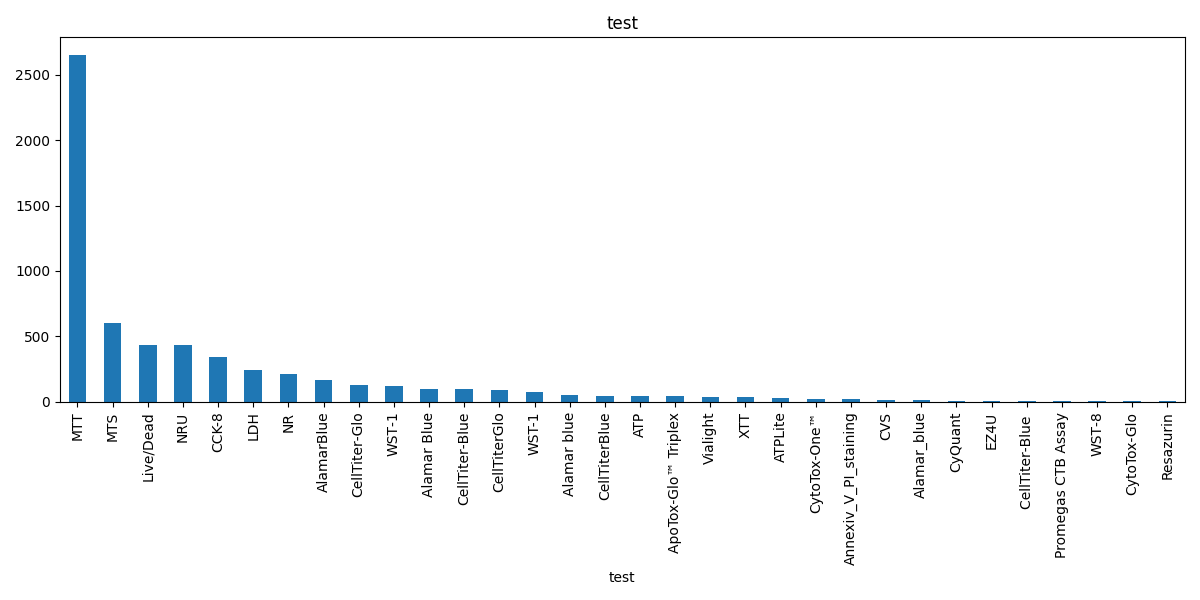 test
2500
2000
1500
1000
500
0
MTT
MTS
Live/Dead
NRU
CCK-8
LDH
NR
AlamarBlue
CellTiter-Glo
WST-1
Alamar Blue
CellTiter-Blue
CellTiterGlo
WST-1
Alamar blue
CellTiterBlue
ATP
ApoTox-Glo™ Triplex
Vialight
XTT
ATPLite
CytoTox-One™
Annexiv_V_PI_staining
CVS
Alamar_blue
CyQuant
EZ4U
CellTiter-Blue
Promegas CTB Assay
WST-8
CytoTox-Glo
Resazurin
test